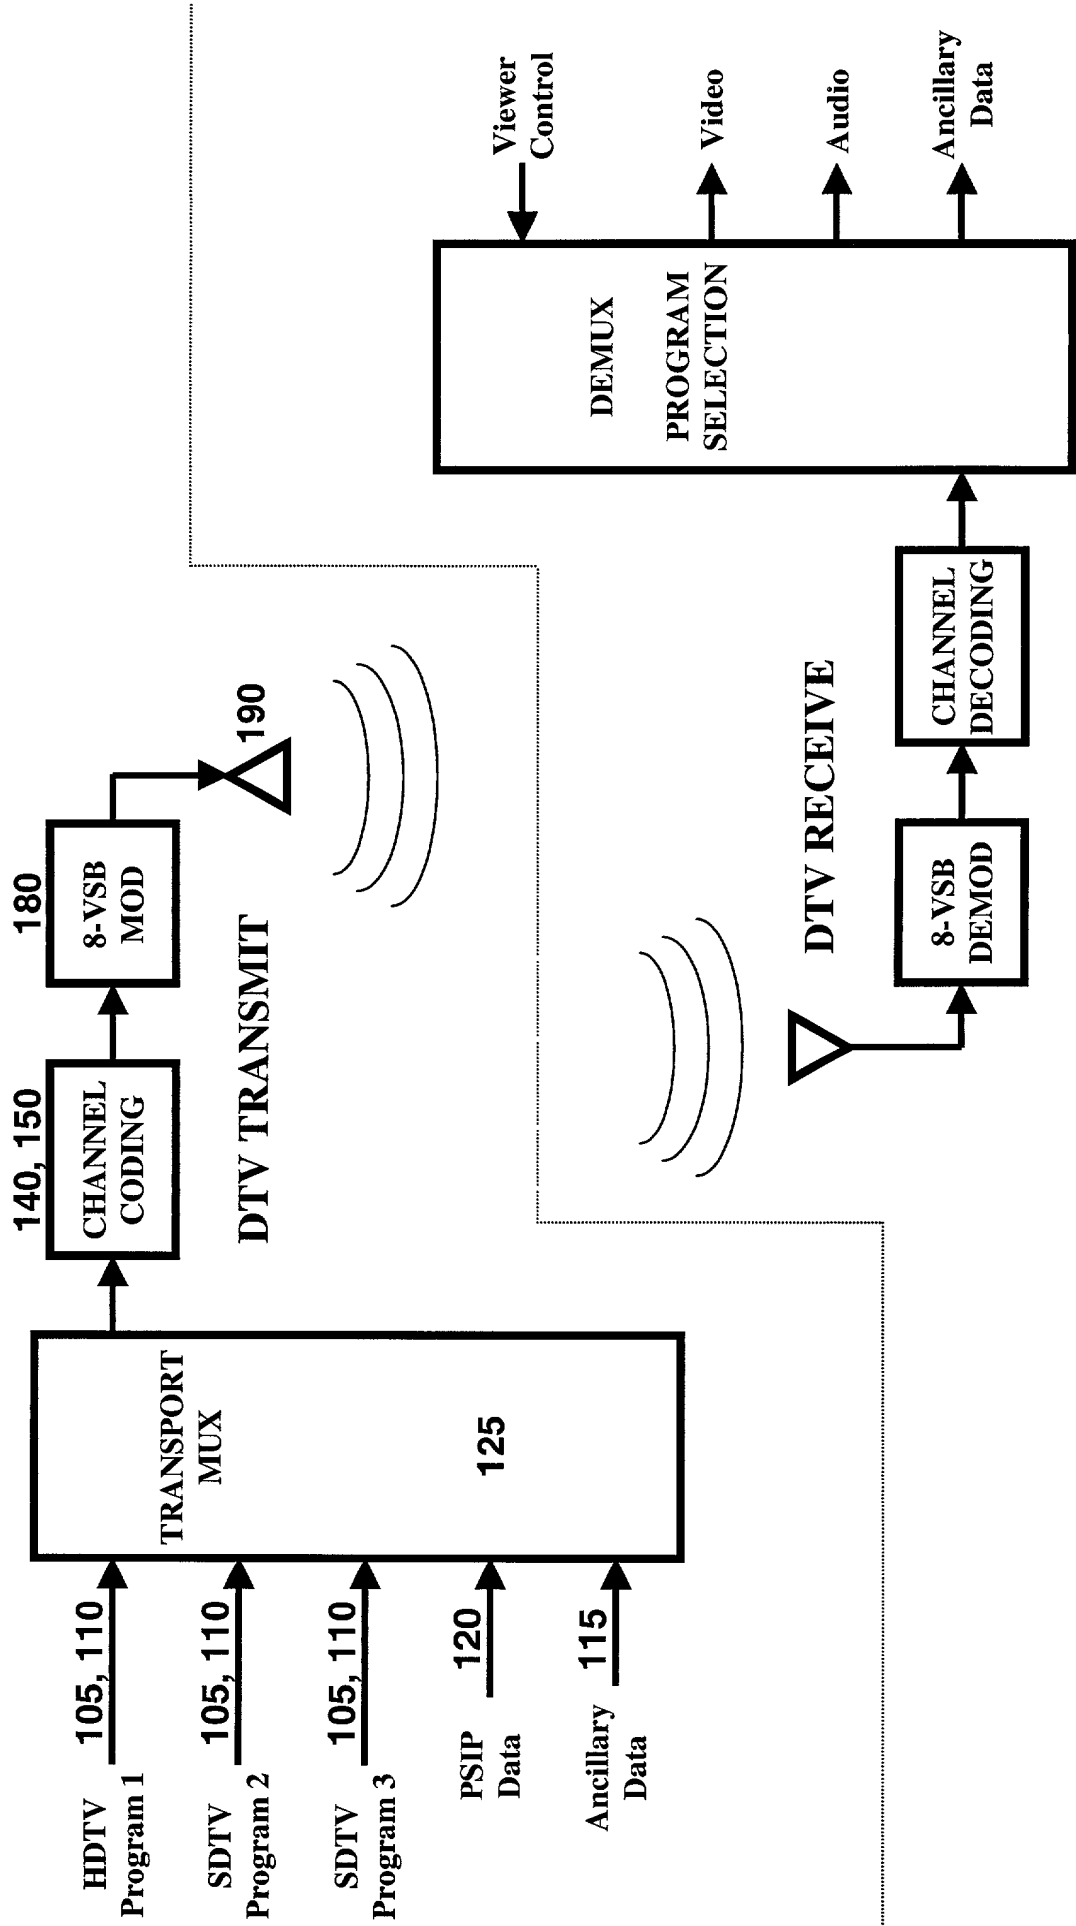 HDTV
Program 1
105, 110
SDTV
Program 2
105, 110
SDTV
Program 3
105, 110
PSIP
Data
120
Ancillary
Data
115
TRANSPORT
MUX
125
140, 150
CHANNEL
CODING
180
8-VSB
MOD
190
DTV TRANSMIT
DTV RECEIVE
8-VSB
DEMOD
CHANNEL
DECODING
DEMUX
PROGRAM
SELECTION
Viewer
Control
Video
Audio
Ancillary
Data